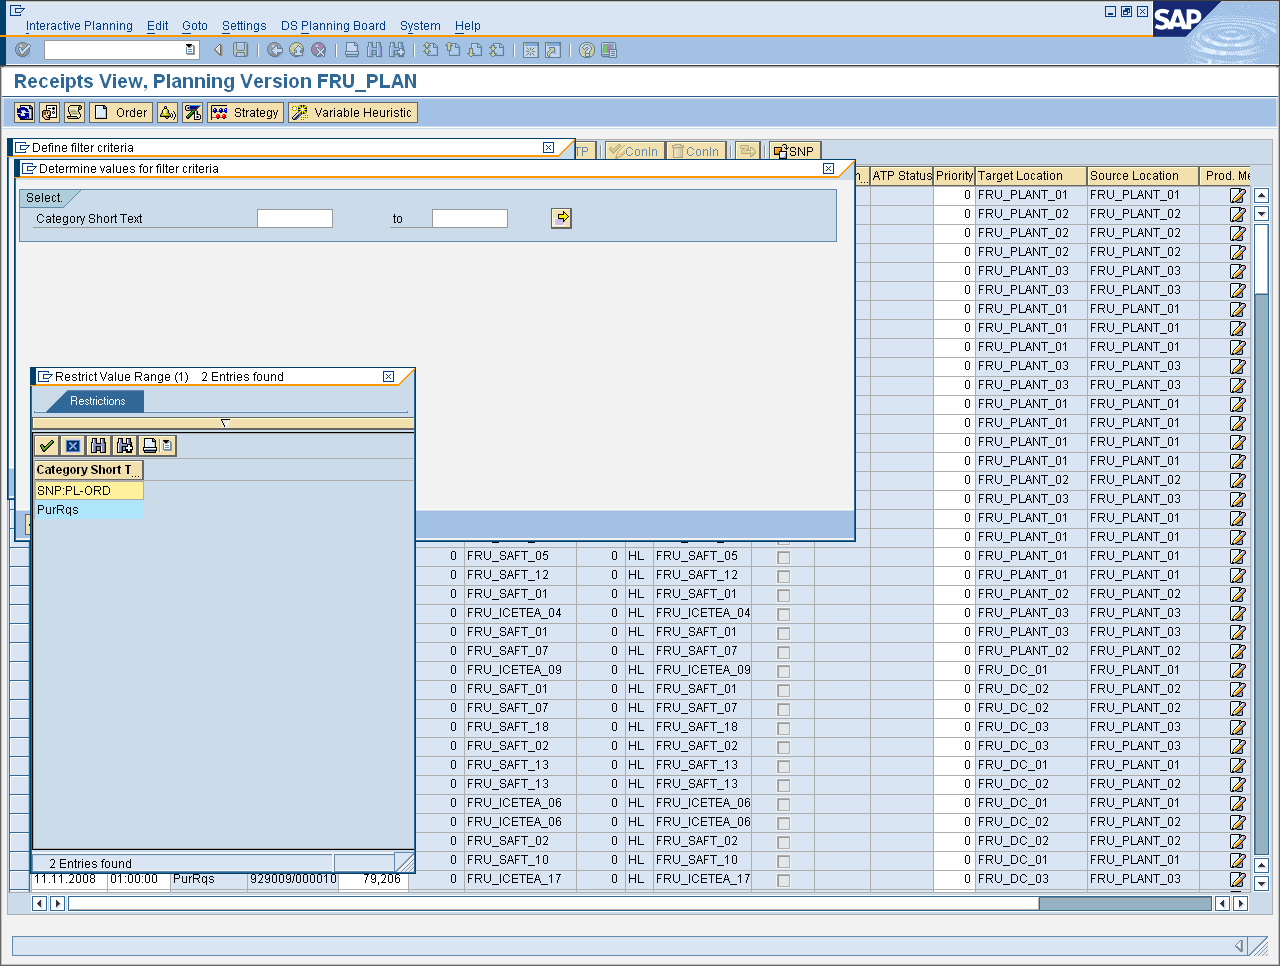 Interactive Planning Edit Goto Settings DS Planning Board System Help
SAP
Receipts View, Planning Version FRU_PLAN
Order Strategy Variable Heuristic
Define filter criteria
TP ConIn ConIn SNP
Determine values for filter criteria
n... ATP Status Priority Target Location Source Location Prod. Me
Select.
Category Short Text to
0 FRU_PLANT_01 FRU_PLANT_01
0 FRU_PLANT_02 FRU_PLANT_02
0 FRU_PLANT_02 FRU_PLANT_02
0 FRU_PLANT_02 FRU_PLANT_02
0 FRU_PLANT_03 FRU_PLANT_03
0 FRU_PLANT_03 FRU_PLANT_03
0 FRU_PLANT_01 FRU_PLANT_01
0 FRU_PLANT_01 FRU_PLANT_01
0 FRU_PLANT_01 FRU_PLANT_01
0 FRU_PLANT_03 FRU_PLANT_03
0 FRU_PLANT_03 FRU_PLANT_03
0 FRU_PLANT_01 FRU_PLANT_01
0 FRU_PLANT_01 FRU_PLANT_01
0 FRU_PLANT_01 FRU_PLANT_01
0 FRU_PLANT_01 FRU_PLANT_01
0 FRU_PLANT_02 FRU_PLANT_02
0 FRU_PLANT_03 FRU_PLANT_03
0 FRU_PLANT_01 FRU_PLANT_01
0 FRU_PLANT_01 FRU_PLANT_01
Restrict Value Range (1) 2 Entries found
Restrictions
Category Short T...
SNP:PL-ORD
PurRqs
0 FRU_SAFT_05 0 HL FRU_SAFT_05 0 FRU_PLANT_01 FRU_PLANT_01
0 FRU_SAFT_12 0 HL FRU_SAFT_12 0 FRU_PLANT_01 FRU_PLANT_01
0 FRU_SAFT_01 0 HL FRU_SAFT_01 0 FRU_PLANT_02 FRU_PLANT_02
0 FRU_ICETEA_04 0 HL FRU_ICETEA_04 0 FRU_PLANT_03 FRU_PLANT_03
0 FRU_SAFT_01 0 HL FRU_SAFT_01 0 FRU_PLANT_03 FRU_PLANT_03
0 FRU_SAFT_07 0 HL FRU_SAFT_07 0 FRU_PLANT_02 FRU_PLANT_02
0 FRU_ICETEA_09 0 HL FRU_ICETEA_09 0 FRU_DC_01 FRU_PLANT_01
0 FRU_SAFT_01 0 HL FRU_SAFT_01 0 FRU_DC_02 FRU_PLANT_02
0 FRU_SAFT_07 0 HL FRU_SAFT_07 0 FRU_DC_02 FRU_PLANT_02
0 FRU_SAFT_18 0 HL FRU_SAFT_18 0 FRU_DC_03 FRU_PLANT_03
0 FRU_SAFT_02 0 HL FRU_SAFT_02 0 FRU_DC_03 FRU_PLANT_03
0 FRU_SAFT_13 0 HL FRU_SAFT_13 0 FRU_DC_01 FRU_PLANT_01
0 FRU_SAFT_13 0 HL FRU_SAFT_13 0 FRU_DC_02 FRU_PLANT_02
0 FRU_ICETEA_06 0 HL FRU_ICETEA_06 0 FRU_DC_01 FRU_PLANT_01
0 FRU_ICETEA_06 0 HL FRU_ICETEA_06 0 FRU_DC_02 FRU_PLANT_02
0 FRU_SAFT_02 0 HL FRU_SAFT_02 0 FRU_DC_02 FRU_PLANT_02
0 FRU_SAFT_10 0 HL FRU_SAFT_10 0 FRU_DC_01 FRU_PLANT_01
2 Entries found
11.11.2008 01:00:00 PurRqs 929009/000010 79,206 0 FRU_ICETEA_17 0 HL FRU_ICETEA_17 0 FRU_DC_03 FRU_PLANT_03